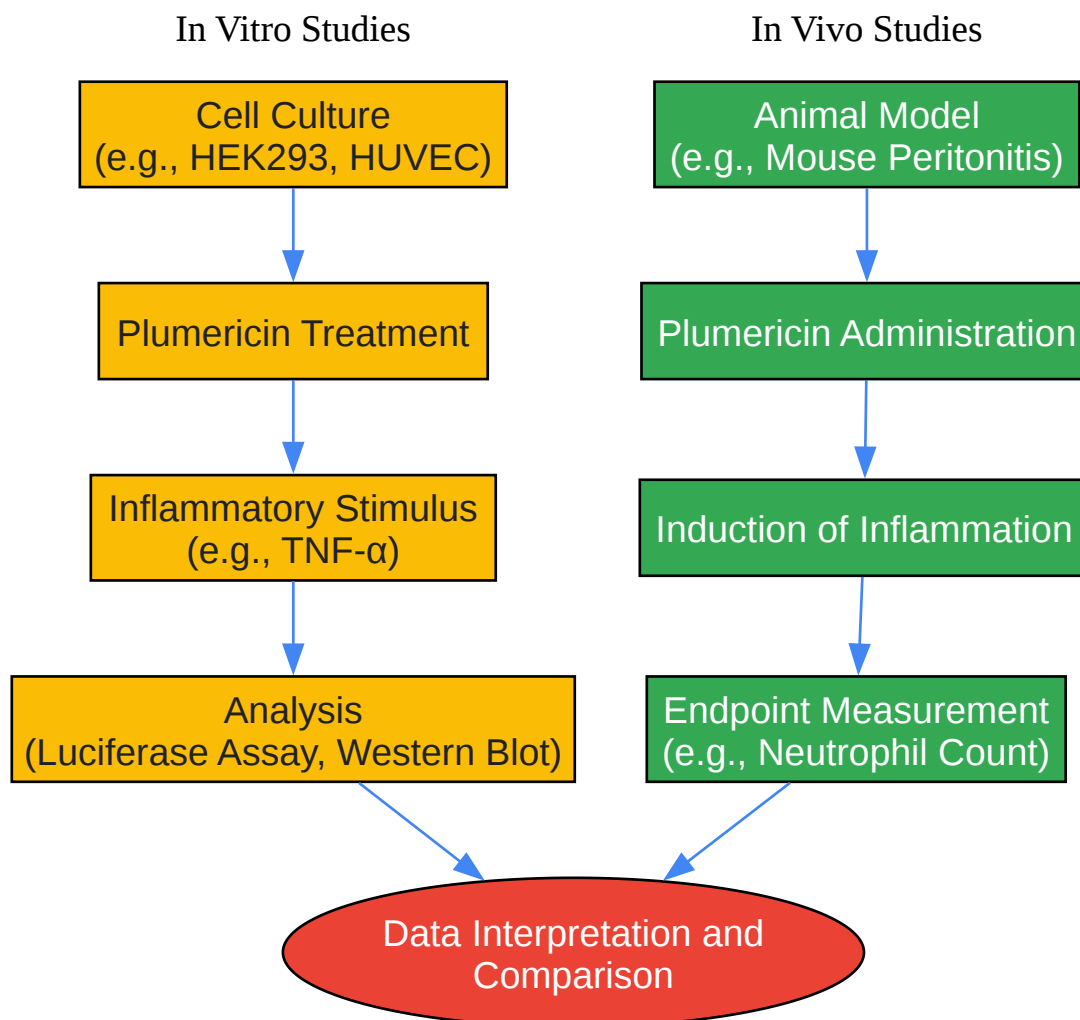 In Vitro Studies
Cell Culture
(e.g., HEK293, HUVEC)
Plumericin Treatment
Inflammatory Stimulus
(e.g., TNF-α)
Analysis
(Luciferase Assay, Western Blot)
In Vivo Studies
Animal Model
(e.g., Mouse Peritonitis)
Plumericin Administration
Induction of Inflammation
Endpoint Measurement
(e.g., Neutrophil Count)
Data Interpretation and
Comparison